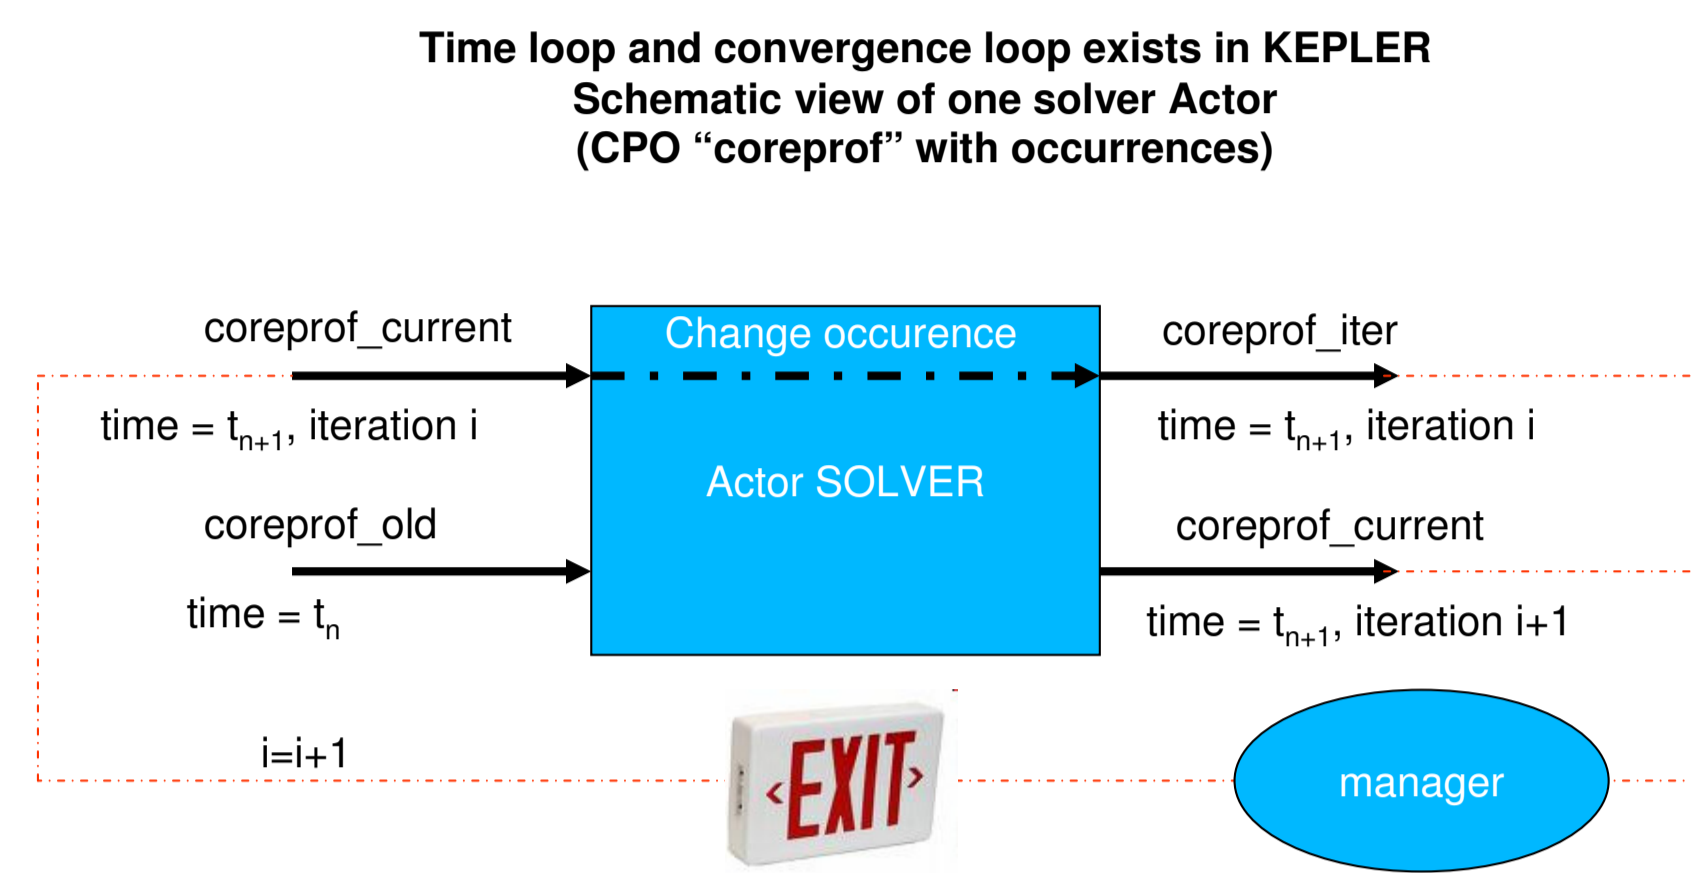 Time loop and convergence loop exists in KEPLER
Schematic view of one solver Actor
(CPO “coreprof” with occurrences)
coreprof_current
Change occurence
coreprof_iter
time = tn+1, iteration i
time = tn+1, iteration i
Actor SOLVER
coreprof_old
coreprof_current
time = tn
time = tn+1, iteration i+1
i=i+1
<EXIT>
manager